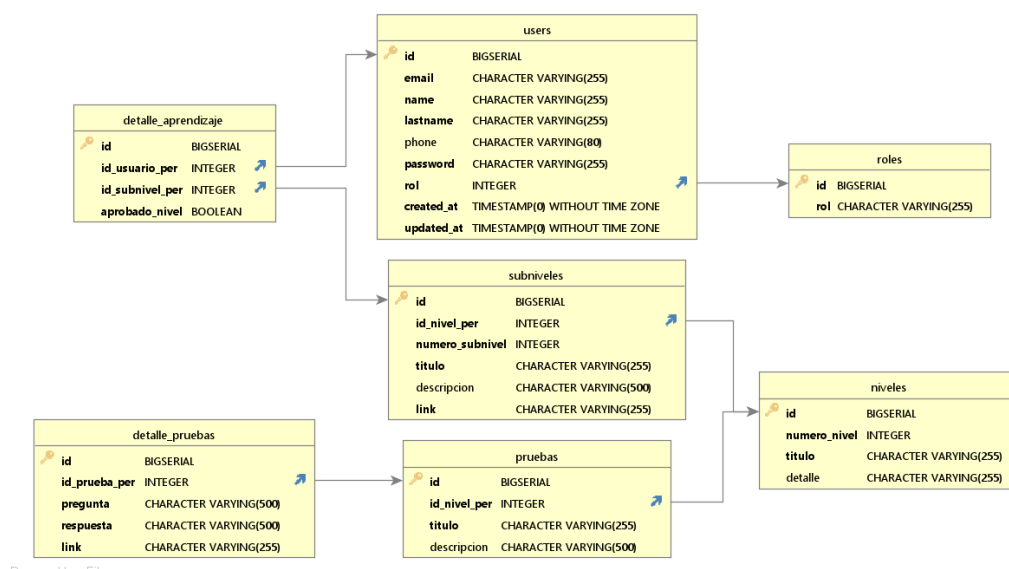 users
id BIGSERIAL
email CHARACTER VARYING(255)
name CHARACTER VARYING(255)
lastname CHARACTER VARYING(255)
phone CHARACTER VARYING(80)
password CHARACTER VARYING(255)
rol INTEGER
created_at TIMESTAMP(0) WITHOUT TIME ZONE
updated_at TIMESTAMP(0) WITHOUT TIME ZONE
detalle_aprendizaje
id BIGSERIAL
id_usuario_per INTEGER
id_subnivel_per INTEGER
aprobado_nivel BOOLEAN
roles
id BIGSERIAL
rol CHARACTER VARYING(255)
subniveles
id BIGSERIAL
id_nivel_per INTEGER
numero_subnivel INTEGER
titulo CHARACTER VARYING(255)
descripcion CHARACTER VARYING(500)
link CHARACTER VARYING(255)
niveles
id BIGSERIAL
numero_nivel INTEGER
titulo CHARACTER VARYING(255)
detalle CHARACTER VARYING(255)
detalle_pruebas
id BIGSERIAL
id_prueba_per INTEGER
pregunta CHARACTER VARYING(500)
respuesta CHARACTER VARYING(500)
link CHARACTER VARYING(255)
pruebas
id BIGSERIAL
id_nivel_per INTEGER
titulo CHARACTER VARYING(255)
descripcion CHARACTER VARYING(500)